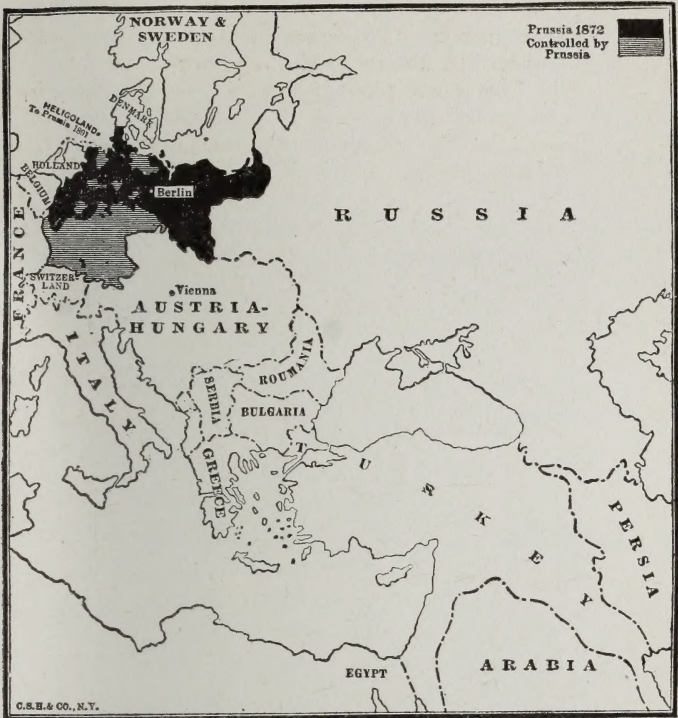 NORWAY &
SWEDEN
Prussia 1872
Controlled by
Prussia
DENMARK
HELIGOLAND
To Prussia 1891
HOLLAND
BELGIUM
Berlin
RUSSIA
FRANCE
SWITZER-
LAND
Vienna
AUSTRIA-
HUNGARY
ITALY
ROUMANIA
SERBIA
BULGARIA
GREECE
TURKEY
PERSIA
ARABIA
EGYPT
C.S.H.& CO., N.Y.